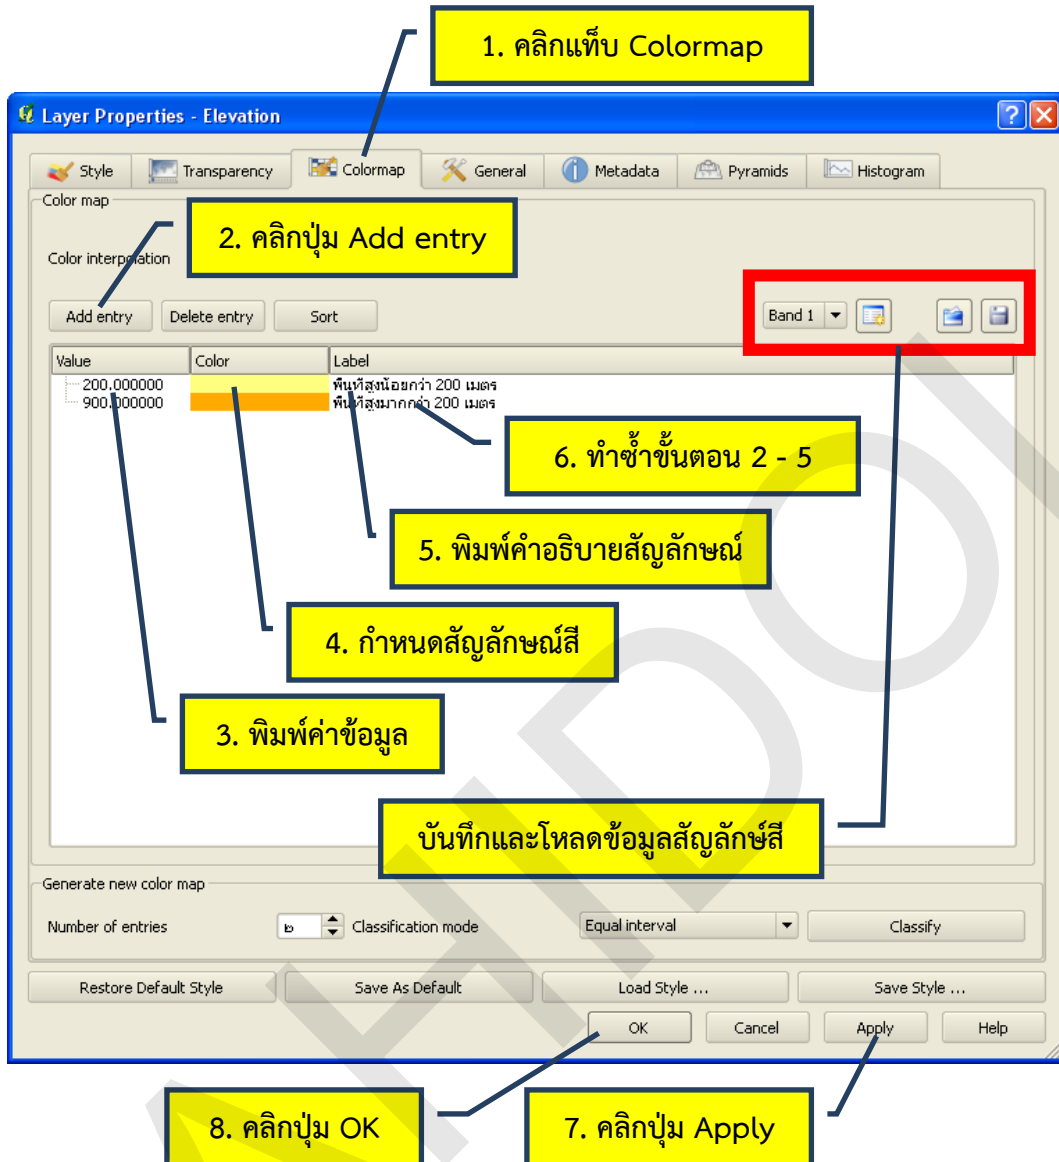 1. คลิกแท็บ Colormap
Layer Properties - Elevation
Style Transparency Colormap General Metadata Pyramids Histogram
Color map
2. คลิกปุ่ม Add entry
Color interpolation
Add entry Delete entry Sort Band 1
Value Color Label
200.000000 พื้นที่สูงน้อยกว่า 200 เมตร
900.000000 พื้นที่สูงมากกว่า 200 เมตร
6. ทำซ้ำขั้นตอน 2 - 5
5. พิมพ์คำอธิบายสัญลักษณ์
4. กำหนดสัญลักษณ์สี
3. พิมพ์ค่าข้อมูล
บันทึกและโหลดข้อมูลสัญลักษ์สี
Generate new color map
Number of entries ๒ Classification mode Equal interval Classify
Restore Default Style Save As Default Load Style ... Save Style ...
OK Cancel Apply Help
8. คลิกปุ่ม OK 7. คลิกปุ่ม Apply